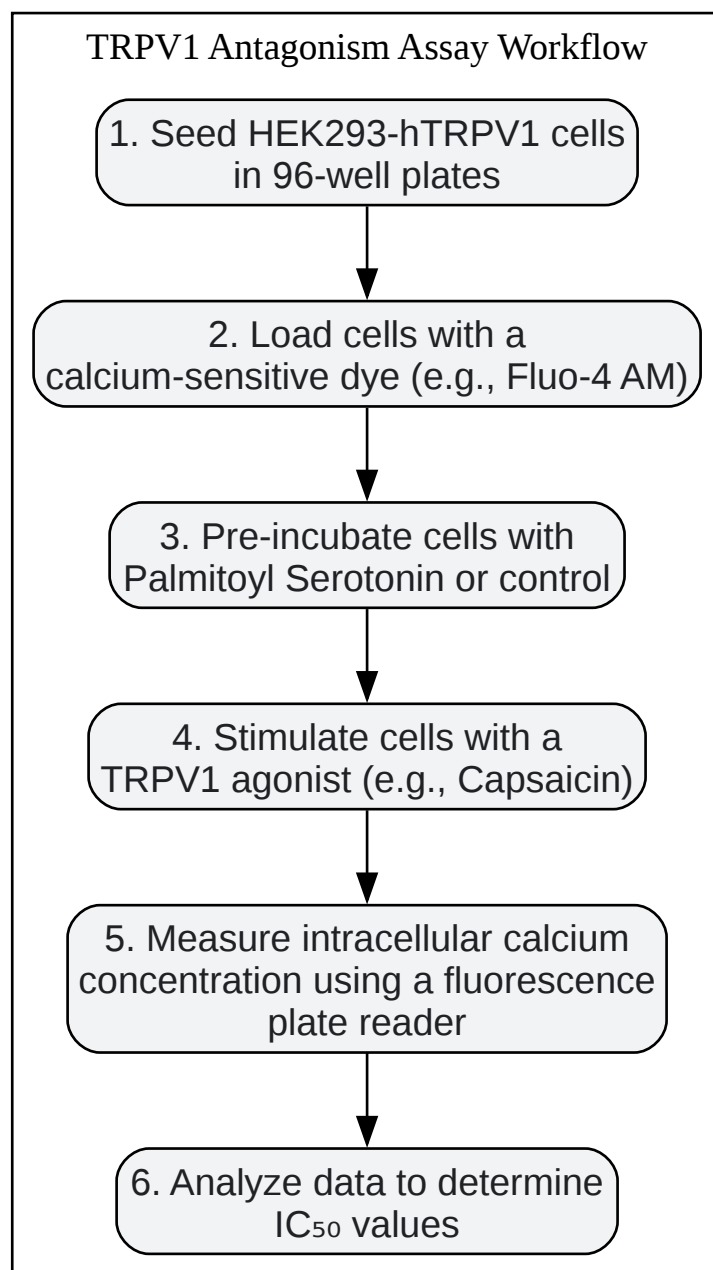 TRPV1 Antagonism Assay Workflow
1. Seed HEK293-hTRPV1 cells
in 96-well plates
2. Load cells with a
calcium-sensitive dye (e.g., Fluo-4 AM)
3. Pre-incubate cells with
Palmitoyl Serotonin or control
4. Stimulate cells with a
TRPV1 agonist (e.g., Capsaicin)
5. Measure intracellular calcium
concentration using a fluorescence
plate reader
6. Analyze data to determine
IC₅₀ values